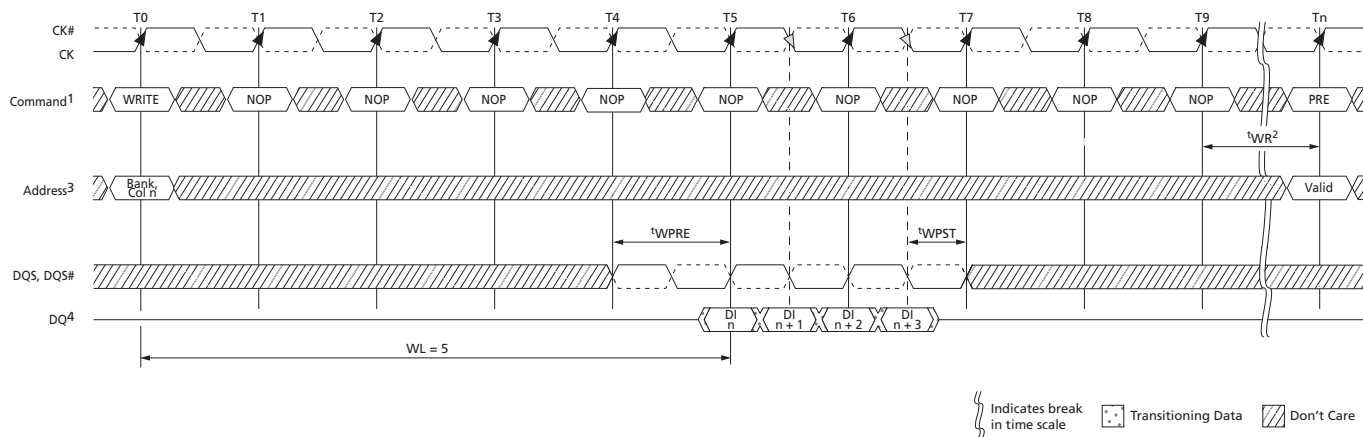 T0 T1 T2 T3 T4 T5 T6 T7 T8 T9 Tn
CK#
CK
Command1 WRITE NOP NOP NOP NOP NOP NOP NOP NOP NOP PRE
tWR2
Address3 Bank, Col n Valid
tWPRE tWPST
DQS, DQS#
DQ4 DI n DI n + 1 DI n + 2 DI n + 3
WL = 5
Indicates break in time scale
Transitioning Data
Don't Care